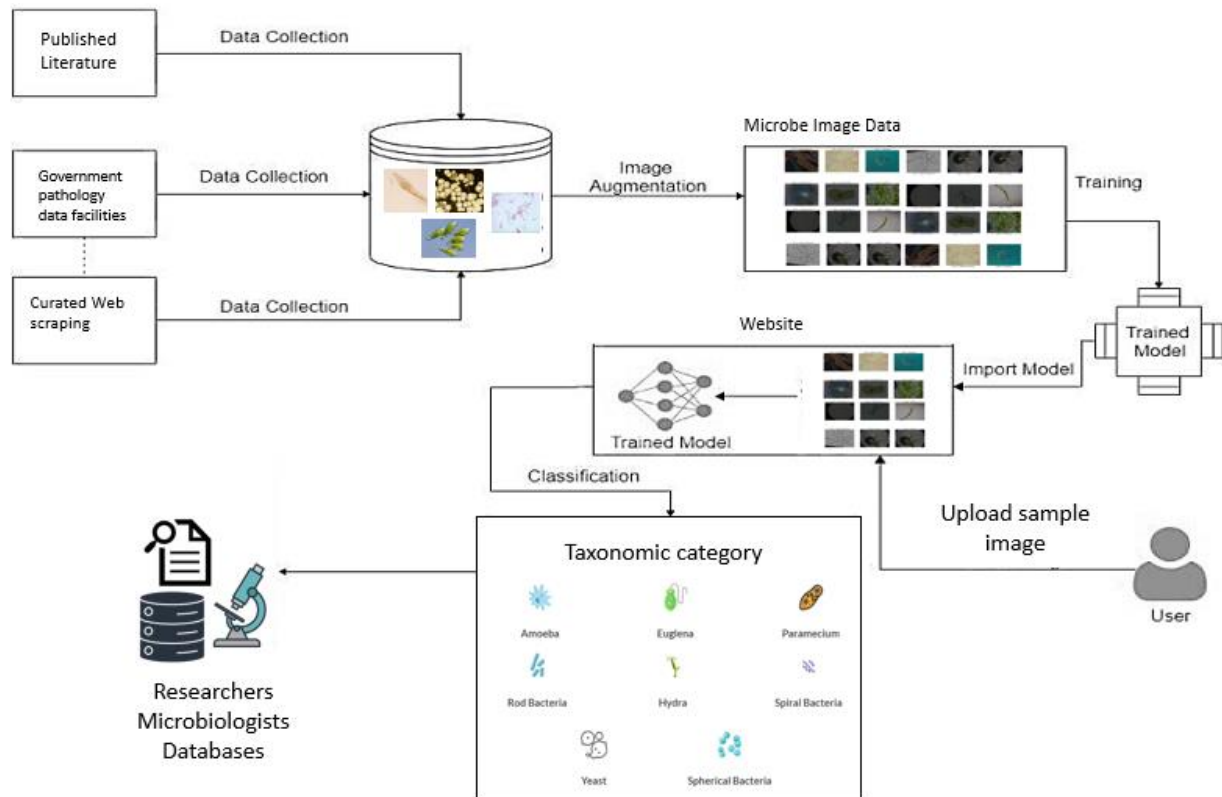 Published
Literature
Data Collection
Government
pathology
data facilities
Data Collection
Curated Web
scraping
Data Collection
Image
Augmentation
Microbe Image Data
Training
Trained
Model
Import Model
Website
Trained Model
Classification
Upload sample
image
User
Taxonomic category
Amoeba
Euglena
Paramecium
Rod Bacteria
Hydra
Spiral Bacteria
Yeast
Spherical Bacteria
Researchers
Microbiologists
Databases